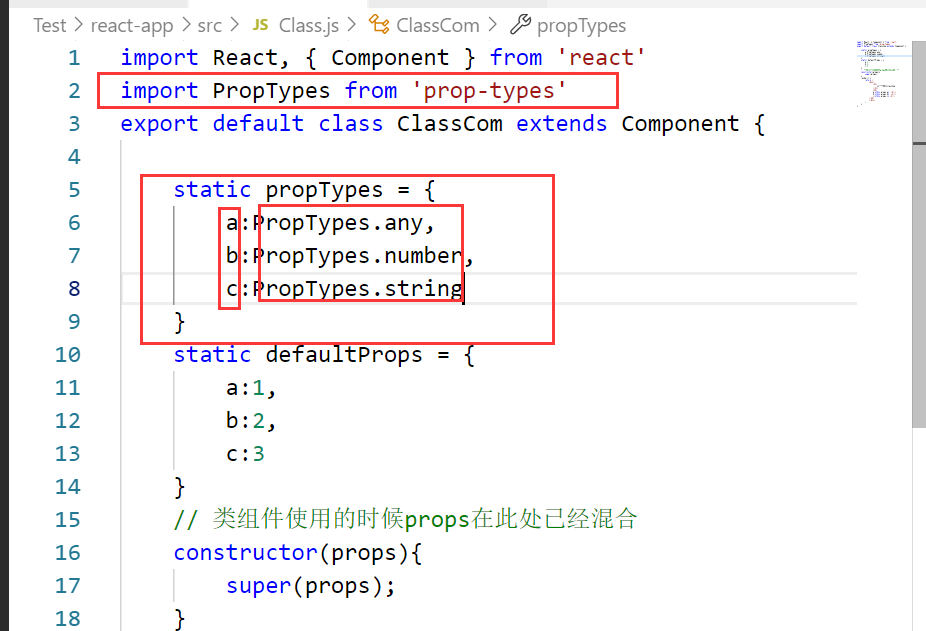 Test > react-app > src > JS Class.js > ClassCom > propTypes
1 import React, { Component } from 'react'
2 import PropTypes from 'prop-types'
3 export default class ClassCom extends Component {
4
5 static propTypes = {
6 a:PropTypes.any,
7 b:PropTypes.number,
8 c:PropTypes.string
9 }
10 static defaultProps = {
11 a:1,
12 b:2,
13 c:3
14 }
15 // 类组件使用的时候props在此处已经混合
16 constructor(props){
17 super(props);
18 }